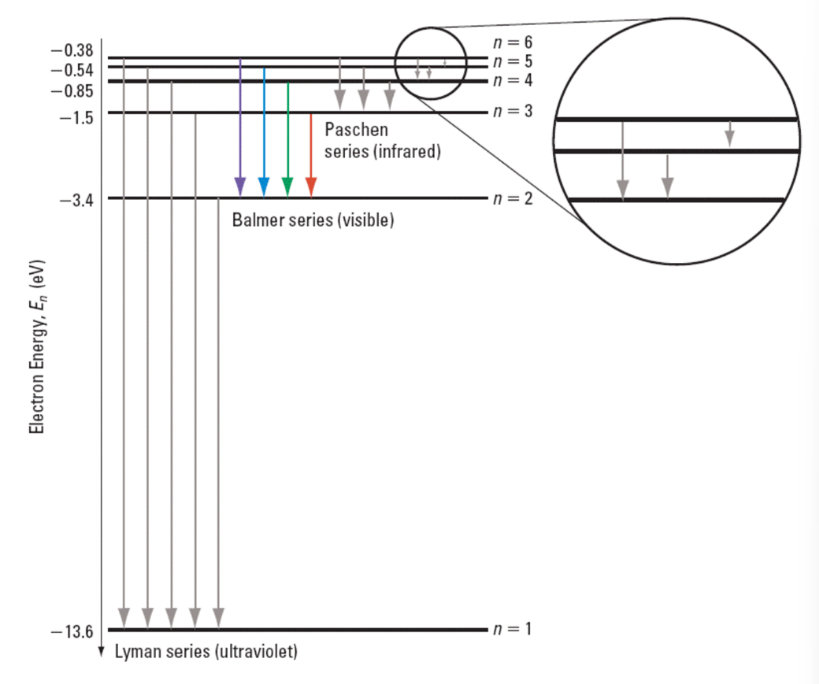 n = 6
−0.38
n = 5
−0.54
n = 4
−0.85
n = 3
−1.5
Paschen
series (infrared)
−3.4
n = 2
Balmer series (visible)
Electron Energy, Eₙ (eV)
−13.6
n = 1
Lyman series (ultraviolet)